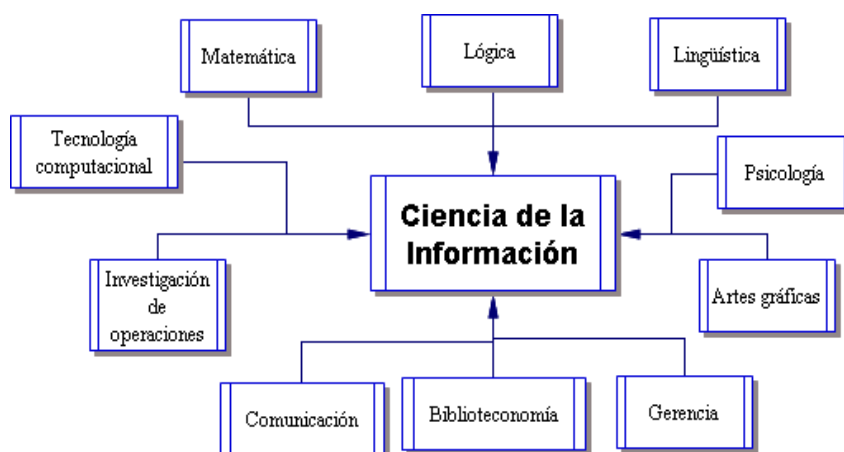 Matemática
Lógica
Lingüística
Tecnología
computacional
Psicología
Ciencia de la
Información
Investigación
de
operaciones
Artes gráficas
Comunicación
Biblioteconomía
Gerencia